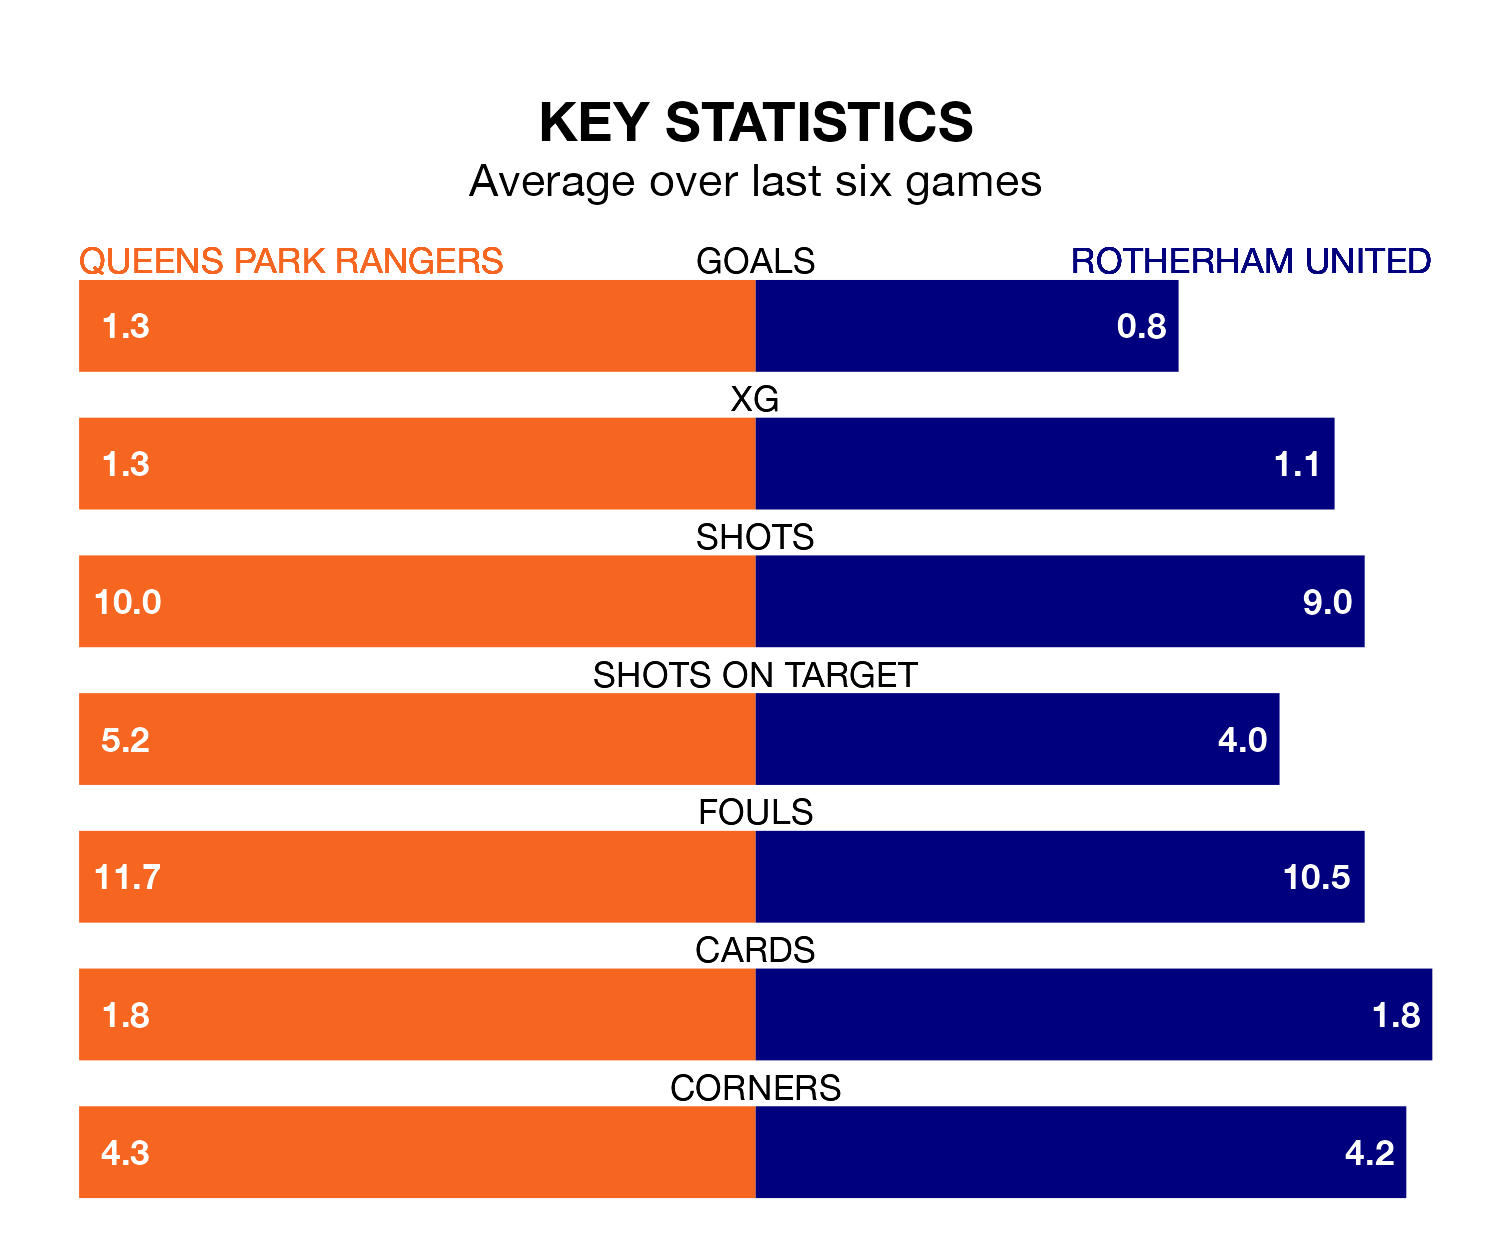 KEY STATISTICS
Average over last six games
QUEENS PARK RANGERS GOALS ROTHERHAM UNITED
1.3 0.8
XG
1.3 1.1
SHOTS
10.0 9.0
SHOTS ON TARGET
5.2 4.0
FOULS
11.7 10.5
CARDS
1.8 1.8
CORNERS
4.3 4.2